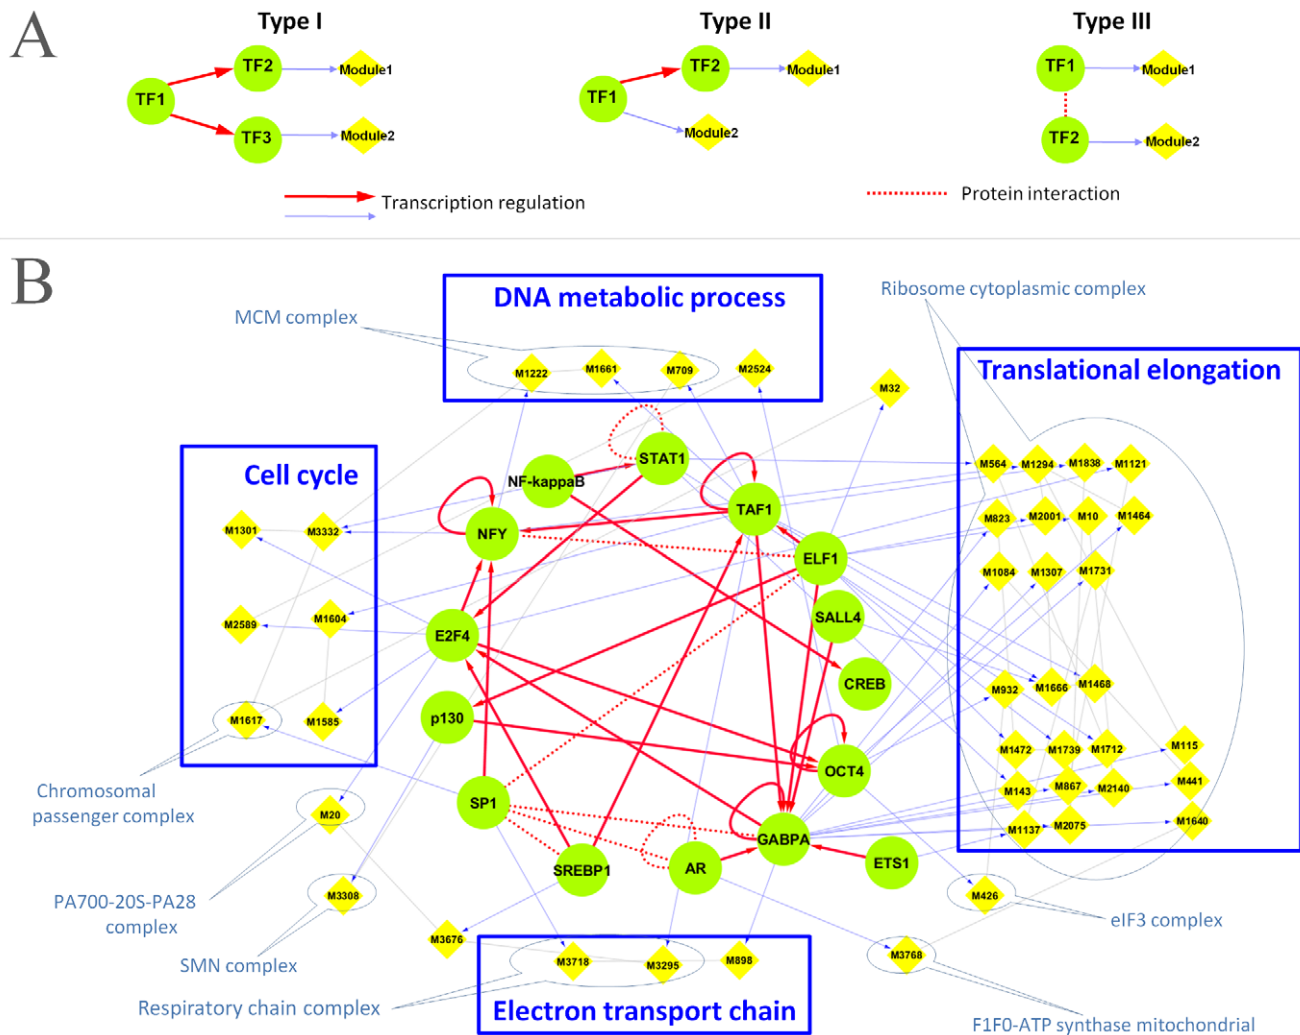 A
Type I
Type II
Type III
TF1
TF2
Module1
TF3
Module2
TF1
TF2
Module1
Module2
TF1
Module1
TF2
Module2
Transcription regulation
Protein interaction
B
DNA metabolic process
MCM complex
M1222
M1661
M709
M2524
M32
Ribosome cytoplasmic complex
Translational elongation
M564
M1294
M1838
M1121
M823
M2001
M10
M1464
M1084
M1307
M1731
M932
M1666
M1468
M1472
M1739
M1712
M115
M143
M867
M2140
M441
M1137
M2075
M1640
Cell cycle
M1301
M3332
M2589
M1604
M1617
M1585
STAT1
NF-kappaB
TAF1
NFY
ELF1
SALL4
E2F4
CREB
p130
OCT4
SP1
GABPA
SREBP1
AR
ETS1
Chromosomal
passenger complex
M20
M3308
PA700-20S-PA28
complex
SMN complex
M3676
Respiratory chain complex
M3718
M3295
M898
Electron transport chain
M426
eIF3 complex
M3768
F1F0-ATP synthase mitochondrial